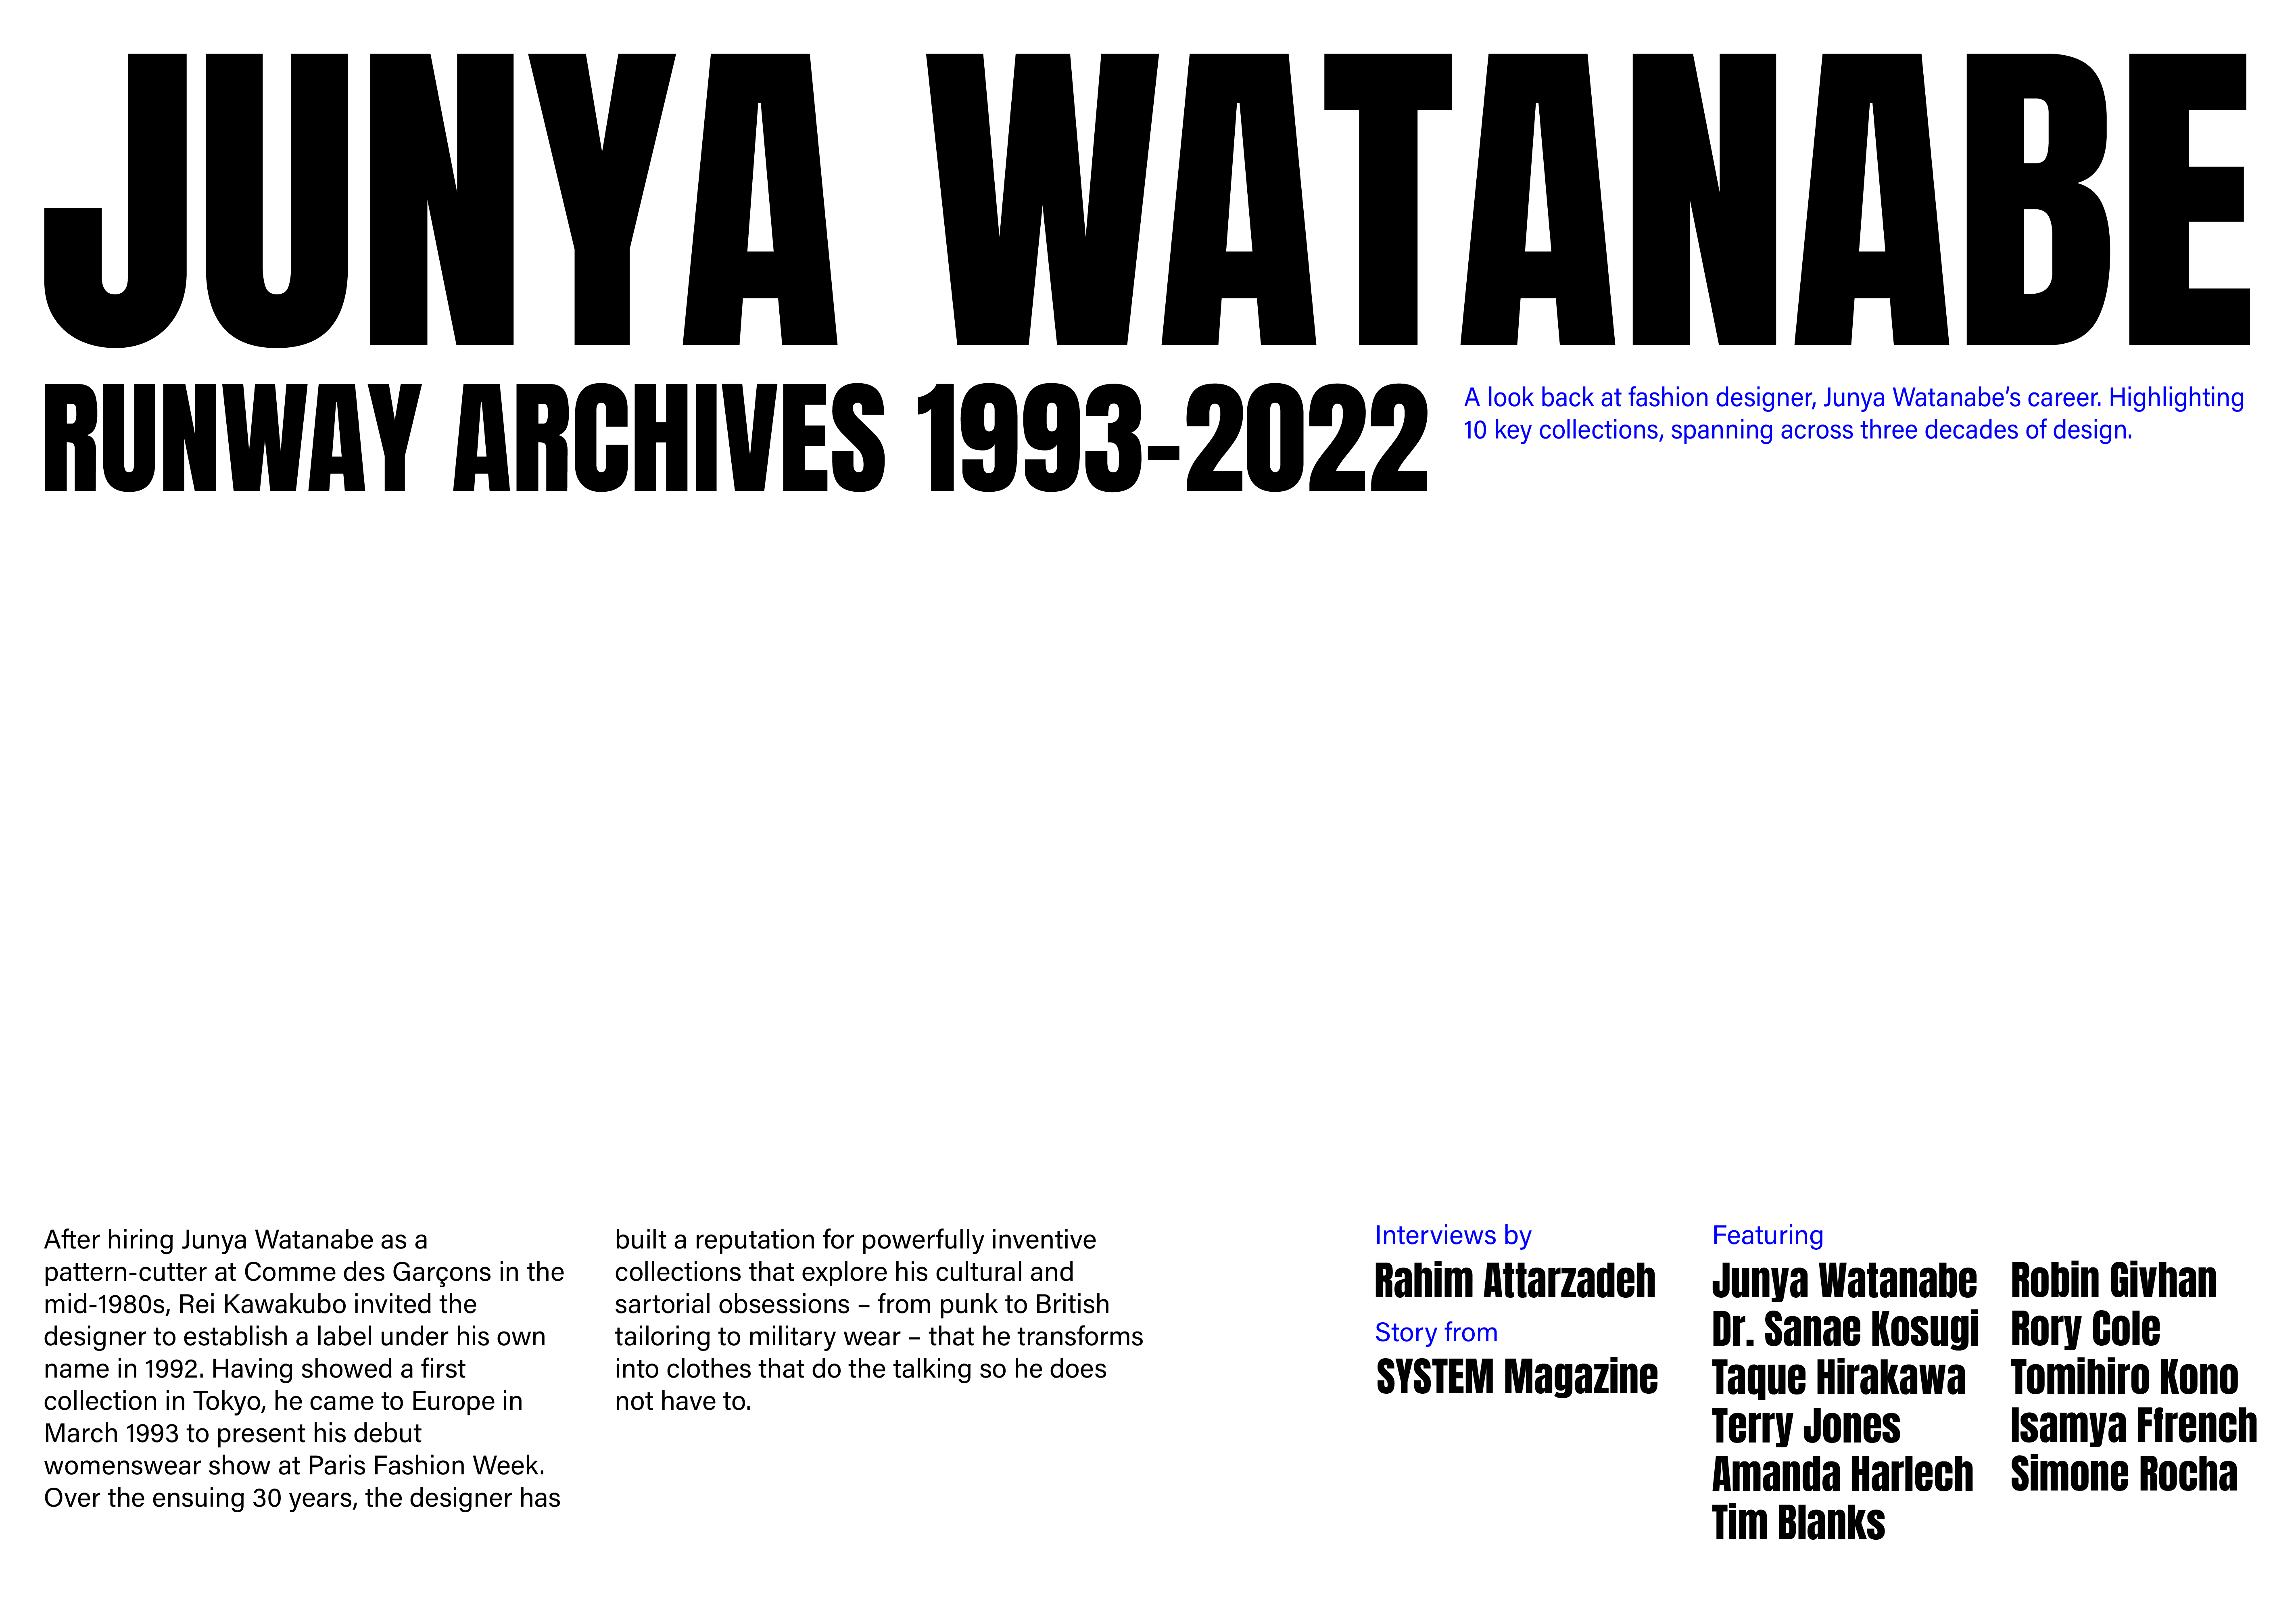 JUNYA WATANABE
RUNWAY ARCHIVES 1993-2022
A look back at fashion designer, Junya Watanabe’s career. Highlighting
10 key collections, spanning across three decades of design.
After hiring Junya Watanabe as a
pattern-cutter at Comme des Garçons in the
mid-1980s, Rei Kawakubo invited the
designer to establish a label under his own
name in 1992. Having showed a first
collection in Tokyo, he came to Europe in
March 1993 to present his debut
womenswear show at Paris Fashion Week.
Over the ensuing 30 years, the designer has
built a reputation for powerfully inventive
collections that explore his cultural and
sartorial obsessions – from punk to British
tailoring to military wear – that he transforms
into clothes that do the talking so he does
not have to.
Interviews by
Rahim Attarzadeh
Story from
SYSTEM Magazine
Featuring
Junya Watanabe
Dr. Sanae Kosugi
Taque Hirakawa
Terry Jones
Amanda Harlech
Tim Blanks
Robin Givhan
Rory Cole
Tomihiro Kono
Isamya Ffrench
Simone Rocha